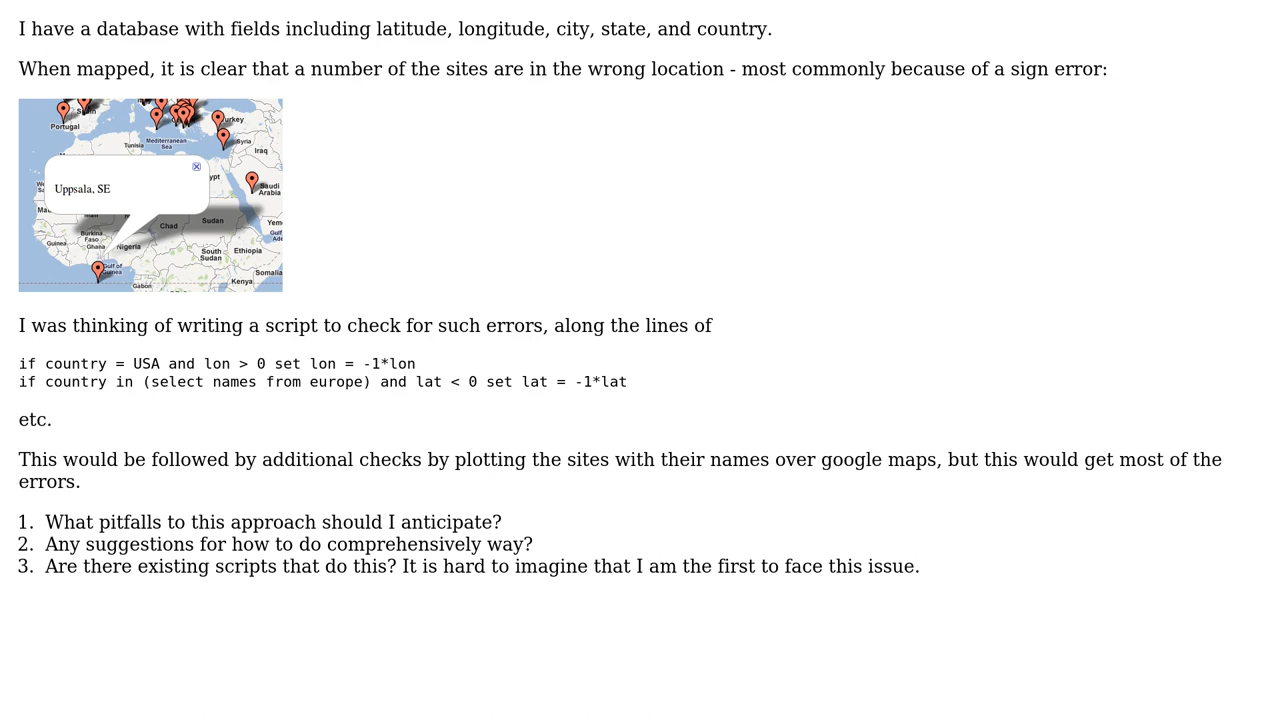 I have a database with fields including latitude, longitude, city, state, and country.
When mapped, it is clear that a number of the sites are in the wrong location - most commonly because of a sign error:
Spain
Portugal
Turkey
Tunisia
Mediterranean
Sea
Syria
Iraq
Uppsala, SE
Saudi
Arabia
Chad
Sudan
Burkina
Faso
Guinea
Ghana
Nigeria
South
Sudan
Ethiopia
Gulf of
Guinea
Somalia
Kenya
Gabon
I was thinking of writing a script to check for such errors, along the lines of
if country = USA and lon > 0 set lon = -1*lon
if country in (select names from europe) and lat < 0 set lat = -1*lat
etc.
This would be followed by additional checks by plotting the sites with their names over google maps, but this would get most of the
errors.
1. What pitfalls to this approach should I anticipate?
2. Any suggestions for how to do comprehensively way?
3. Are there existing scripts that do this? It is hard to imagine that I am the first to face this issue.